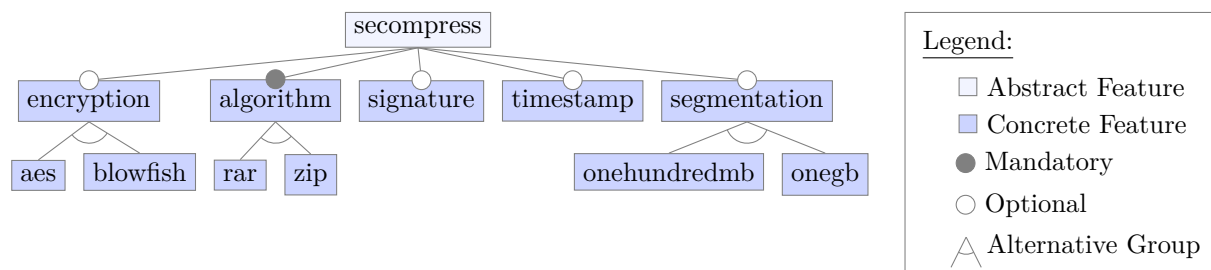 secompress
encryption algorithm signature timestamp segmentation
aes blowfish rar zip onehundredmb onegb
Legend:
Abstract Feature
Concrete Feature
Mandatory
Optional
Alternative Group